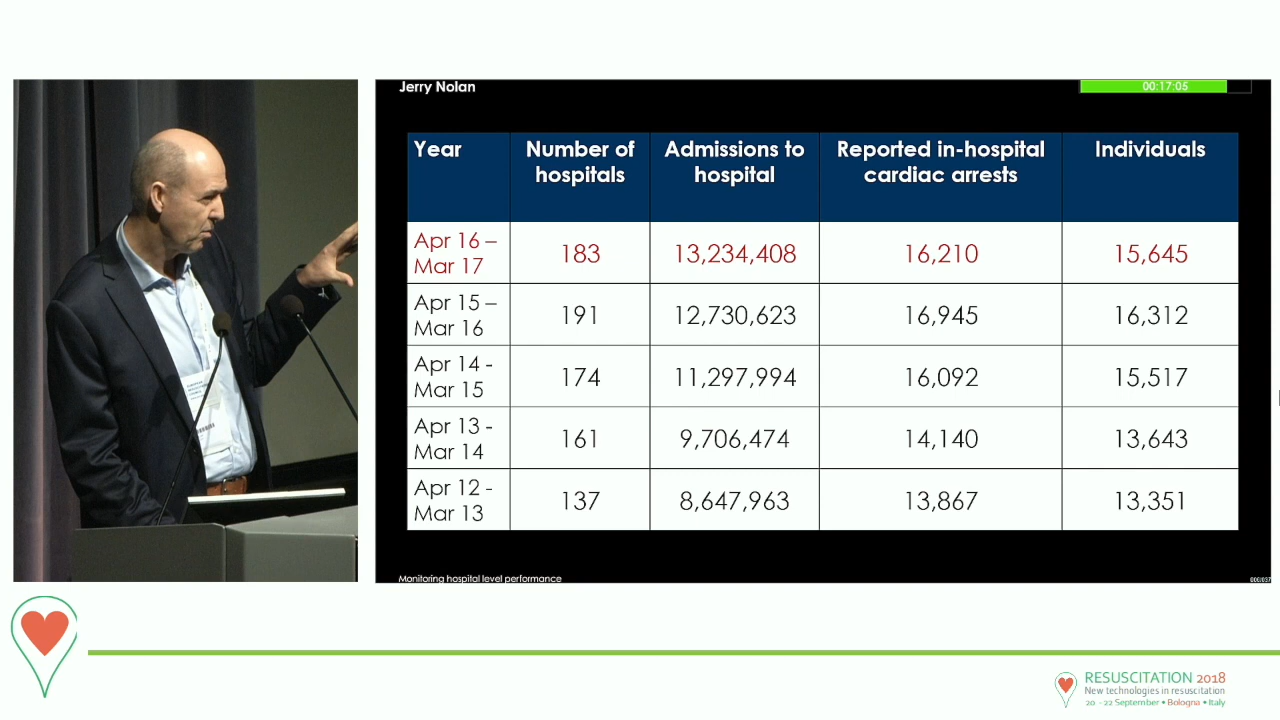 Jerry Nolan
00:17:05
Year
Number of
hospitals
Admissions to
hospital
Reported in-hospital
cardiac arrests
Individuals
Apr 16 –
Mar 17
183
13,234,408
16,210
15,645
Apr 15 –
Mar 16
191
12,730,623
16,945
16,312
Apr 14 -
Mar 15
174
11,297,994
16,092
15,517
Apr 13 -
Mar 14
161
9,706,474
14,140
13,643
Apr 12 -
Mar 13
137
8,647,963
13,867
13,351
Monitoring hospital level performance
RESUSCITATION 2018
New technologies in resuscitation
20 - 22 September • Bologna • Italy